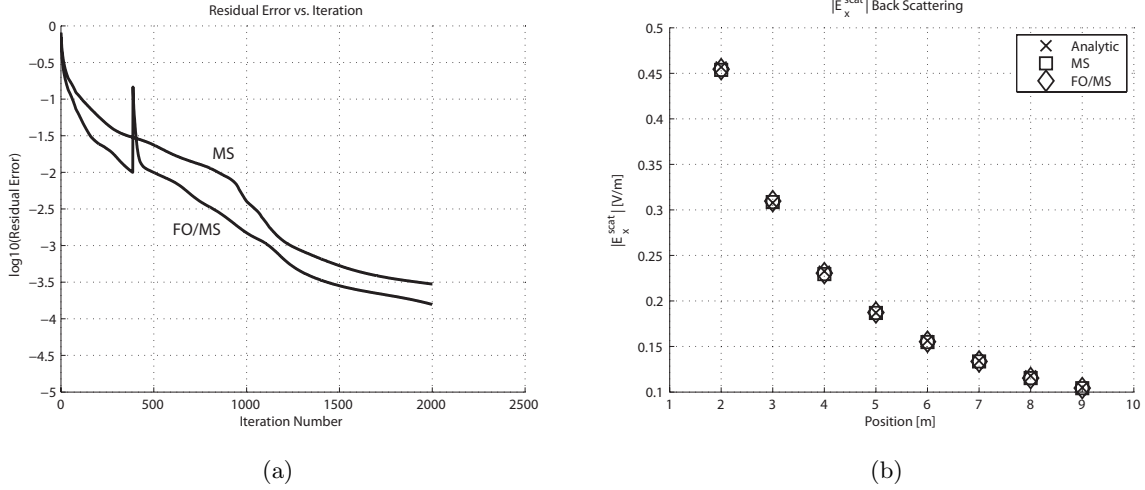 Residual Error vs. Iteration
0
−0.5
−1
−1.5
−2
−2.5
−3
−3.5
−4
−4.5
−5
log10(Residual Error)
MS
FO/MS
0
500
1000
1500
2000
2500
Iteration Number
(a)
|E_x^scat| Back Scattering
0.5
0.45
0.4
0.35
0.3
0.25
0.2
0.15
0.1
|E_x^scat| [V/m]
Analytic
MS
FO/MS
1
2
3
4
5
6
7
8
9
10
Position [m]
(b)